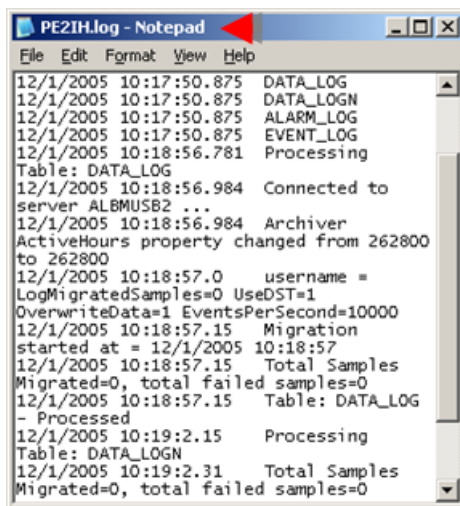 PE2IH.log - Notepad
File Edit Format View Help
12/1/2005 10:17:50.875 DATA_LOG
12/1/2005 10:17:50.875 DATA_LOGN
12/1/2005 10:17:50.875 ALARM_LOG
12/1/2005 10:17:50.875 EVENT_LOG
12/1/2005 10:18:56.781 Processing
Table: DATA_LOG
12/1/2005 10:18:56.984 Connected to
server ALBMUSB2 ...
12/1/2005 10:18:56.984 Archiver
ActiveHours property changed from 262800
to 262800
12/1/2005 10:18:57.0 username =
LogMigratedSamples=0 UseDST=1
OverwriteData=1 EventsPerSecond=10000
12/1/2005 10:18:57.15 Migration
started at = 12/1/2005 10:18:57
12/1/2005 10:18:57.15 Total Samples
Migrated=0, total failed samples=0
12/1/2005 10:18:57.15 Table: DATA_LOG
- Processed
12/1/2005 10:19:2.15 Processing
Table: DATA_LOGN
12/1/2005 10:19:2.31 Total Samples
Migrated=0, total failed samples=0